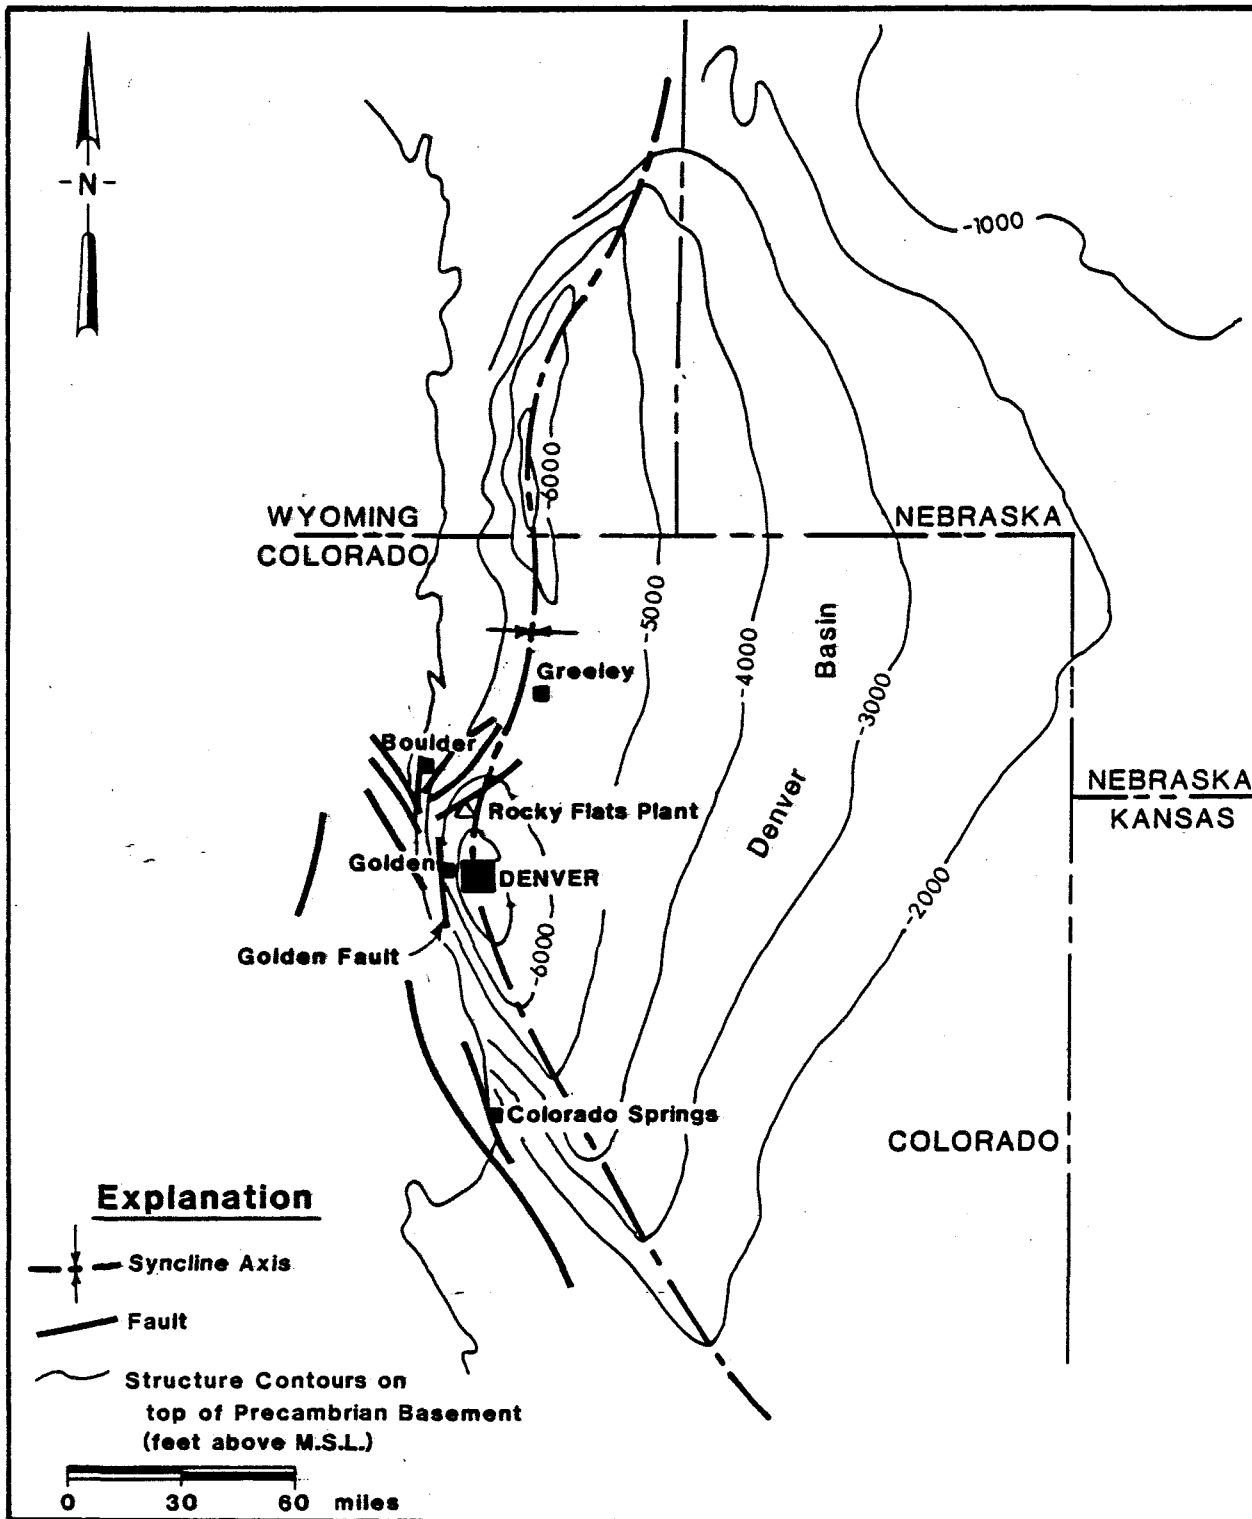 -N-
-1000
-6000
WYOMING
NEBRASKA
COLORADO
-5000
-4000
Basin
-3000
Greeley
Boulder
Denver
NEBRASKA
KANSAS
Rocky Flats Plant
Golden
DENVER
-2000
Golden Fault
-6000
Colorado Springs
COLORADO
Explanation
Syncline Axis
Fault
Structure Contours on
top of Precambrian Basement
(feet above M.S.L.)
0 30 60 miles